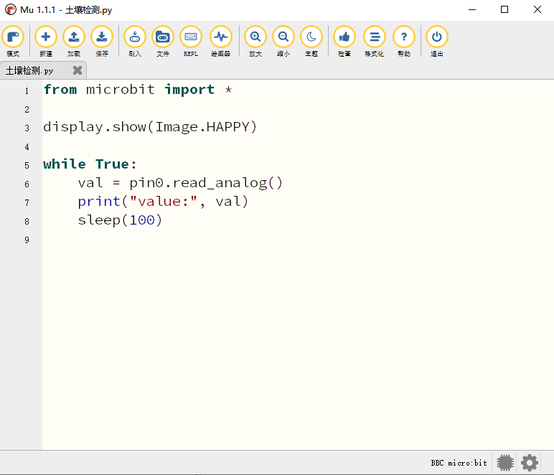 Mu 1.1.1 - 土壤检测.py
模式 新建 加载 保存 刷入 文件 REPL 绘图器 放大 缩小 主题 检查 格式化 帮助 退出
土壤检测.py
1 from microbit import *
2
3 display.show(Image.HAPPY)
4
5 while True:
6 val = pin0.read_analog()
7 print("value:", val)
8 sleep(100)
9
BBC micro:bit